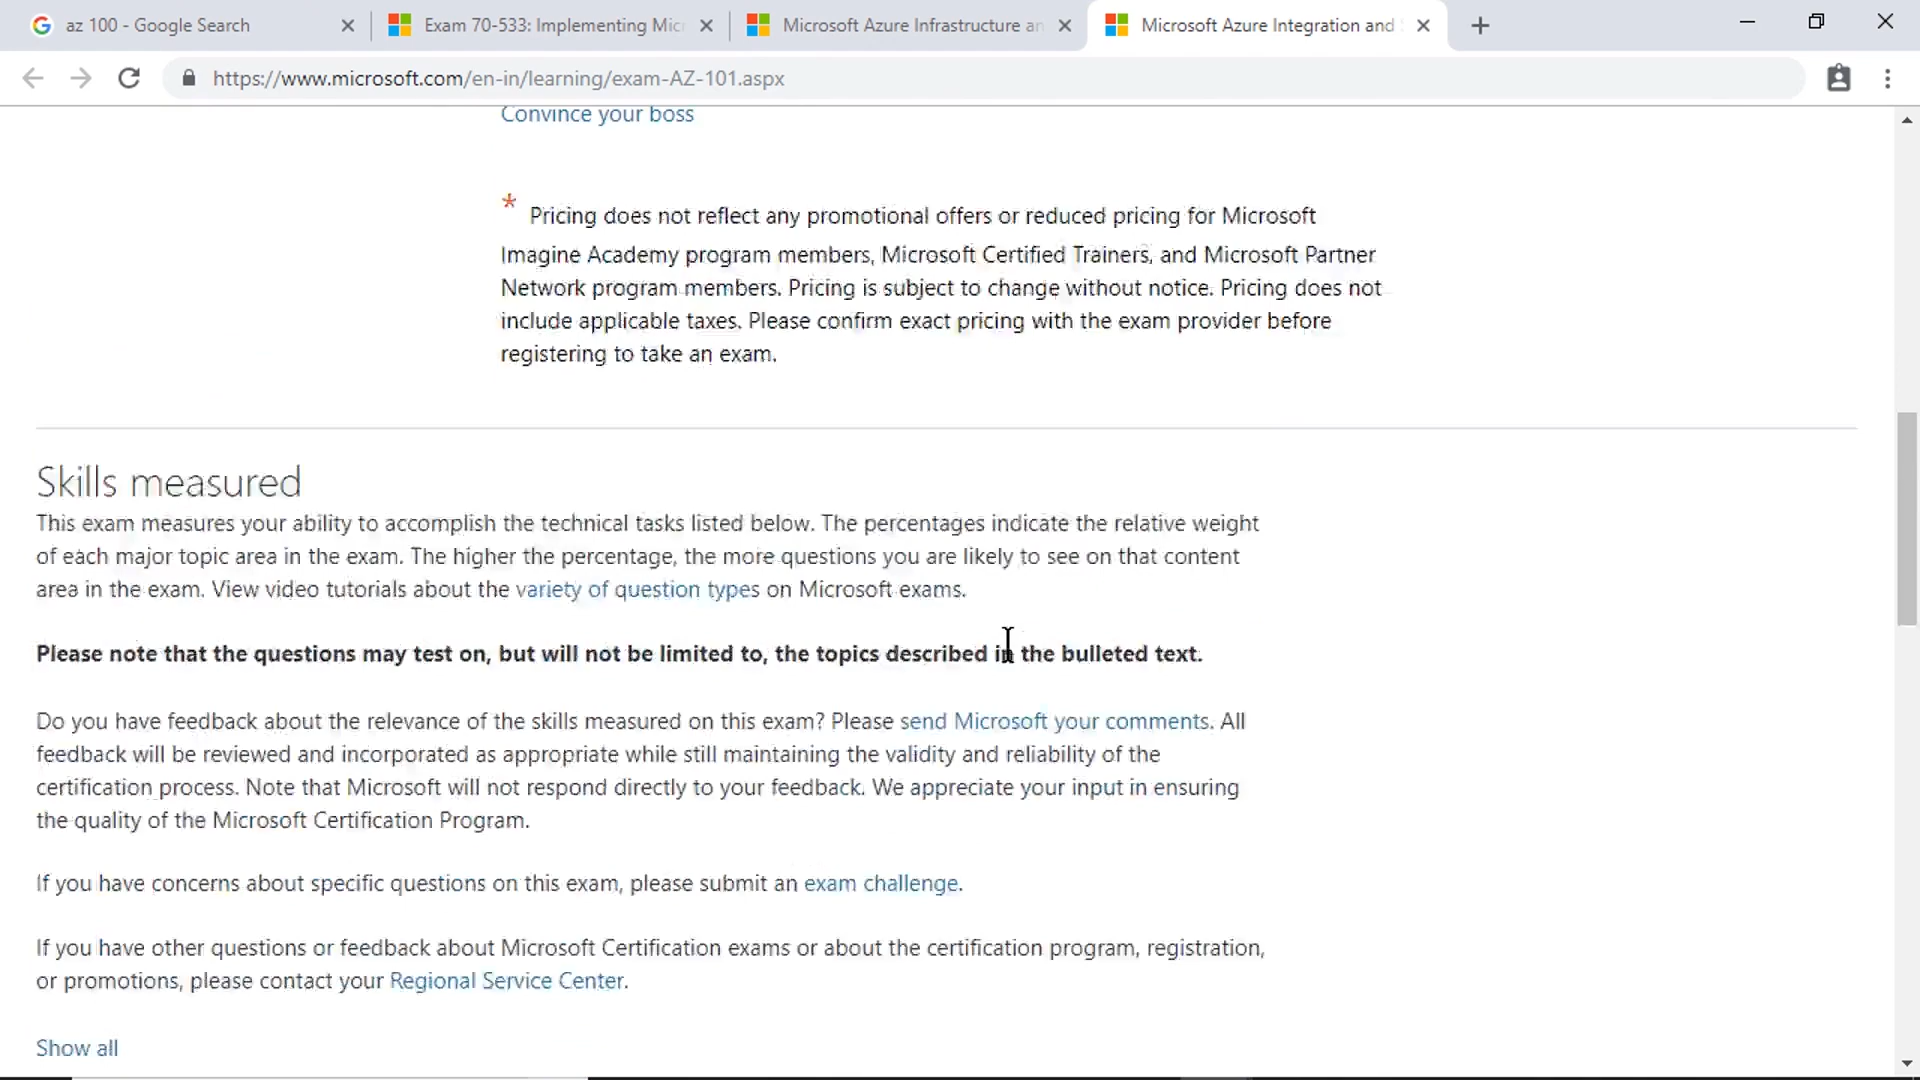 az 100 - Google Search
Exam 70-533: Implementing Micr
Microsoft Azure Infrastructure an
Microsoft Azure Integration and S
https://www.microsoft.com/en-in/learning/exam-AZ-101.aspx
Convince your boss
* Pricing does not reflect any promotional offers or reduced pricing for Microsoft
Imagine Academy program members, Microsoft Certified Trainers, and Microsoft Partner
Network program members. Pricing is subject to change without notice. Pricing does not
include applicable taxes. Please confirm exact pricing with the exam provider before
registering to take an exam.
Skills measured
This exam measures your ability to accomplish the technical tasks listed below. The percentages indicate the relative weight
of each major topic area in the exam. The higher the percentage, the more questions you are likely to see on that content
area in the exam. View video tutorials about the variety of question types on Microsoft exams.
Please note that the questions may test on, but will not be limited to, the topics described in the bulleted text.
Do you have feedback about the relevance of the skills measured on this exam? Please send Microsoft your comments. All
feedback will be reviewed and incorporated as appropriate while still maintaining the validity and reliability of the
certification process. Note that Microsoft will not respond directly to your feedback. We appreciate your input in ensuring
the quality of the Microsoft Certification Program.
If you have concerns about specific questions on this exam, please submit an exam challenge.
If you have other questions or feedback about Microsoft Certification exams or about the certification program, registration,
or promotions, please contact your Regional Service Center.
Show all